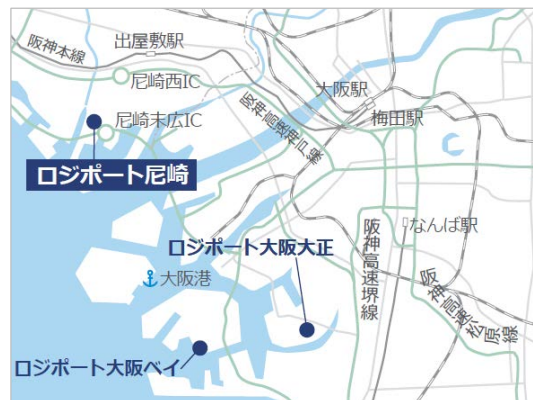 阪神本線
出屋敷駅
尼崎西IC
尼崎末広IC
ロジポート尼崎
大阪駅
梅田駅
阪神高速神戸線
なんば駅
阪神高速堺線
阪神高速松原線
ロジポート大阪大正
大阪港
ロジポート大阪ベイ